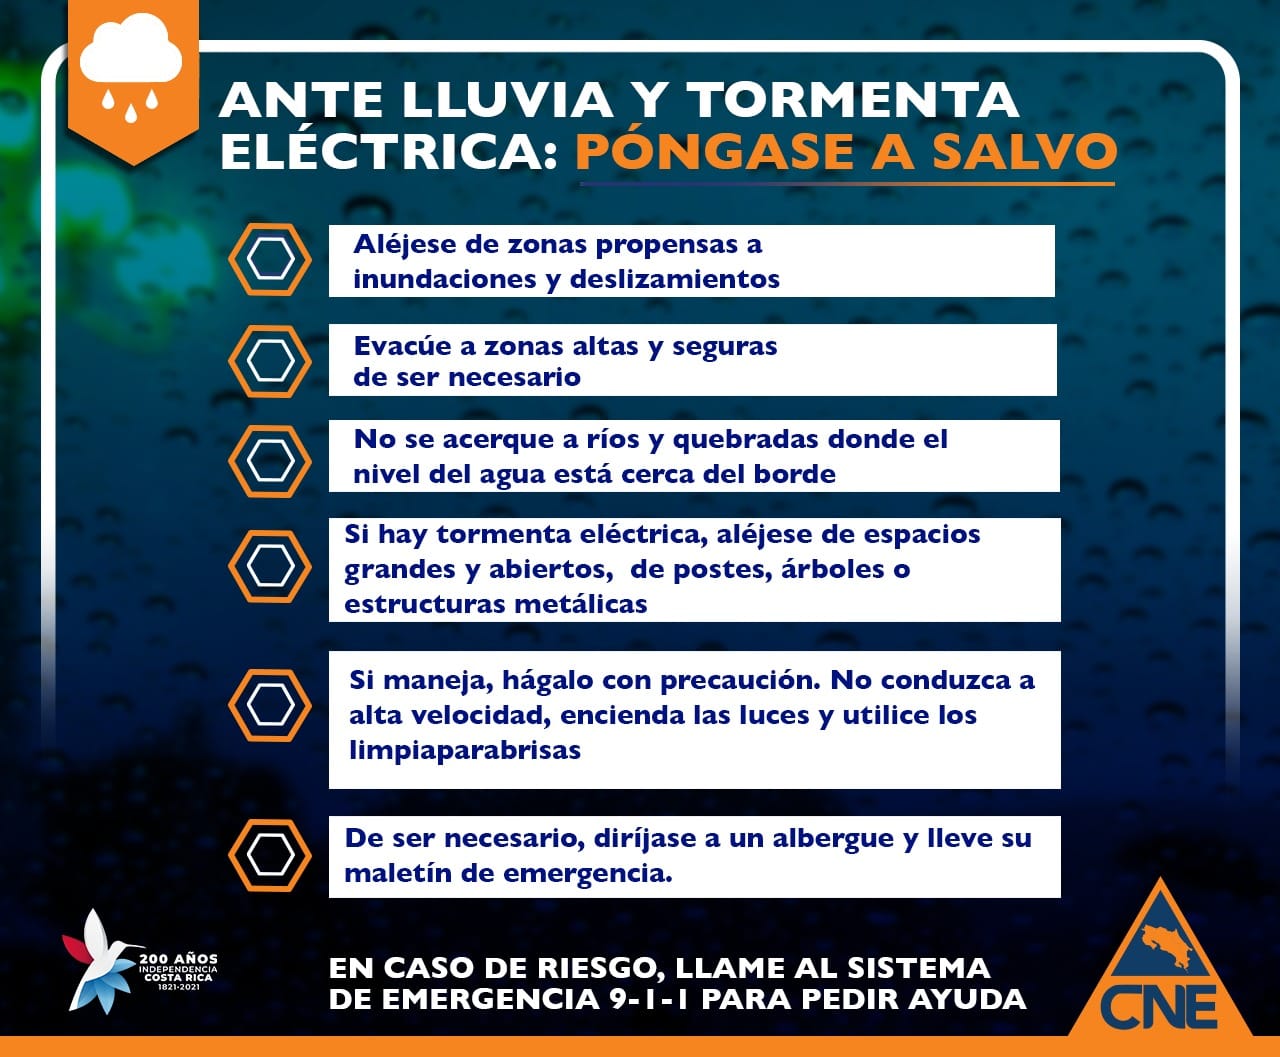 ANTE LLUVIA Y TORMENTA
ELÉCTRICA: PÓNGASE A SALVO
Aléjese de zonas propensas a
inundaciones y deslizamientos
Evacúe a zonas altas y seguras
de ser necesario
No se acerque a ríos y quebradas donde el
nivel del agua está cerca del borde
Si hay tormenta eléctrica, aléjese de espacios
grandes y abiertos,  de postes, árboles o
estructuras metálicas
Si maneja, hágalo con precaución. No conduzca a
alta velocidad, encienda las luces y utilice los
limpiaparabrisas
De ser necesario, diríjase a un albergue y lleve su
maletín de emergencia.
200 AÑOS
INDEPENDENCIA
COSTA RICA
1821-2021
EN CASO DE RIESGO, LLAME AL SISTEMA
DE EMERGENCIA 9-1-1 PARA PEDIR AYUDA
CNE